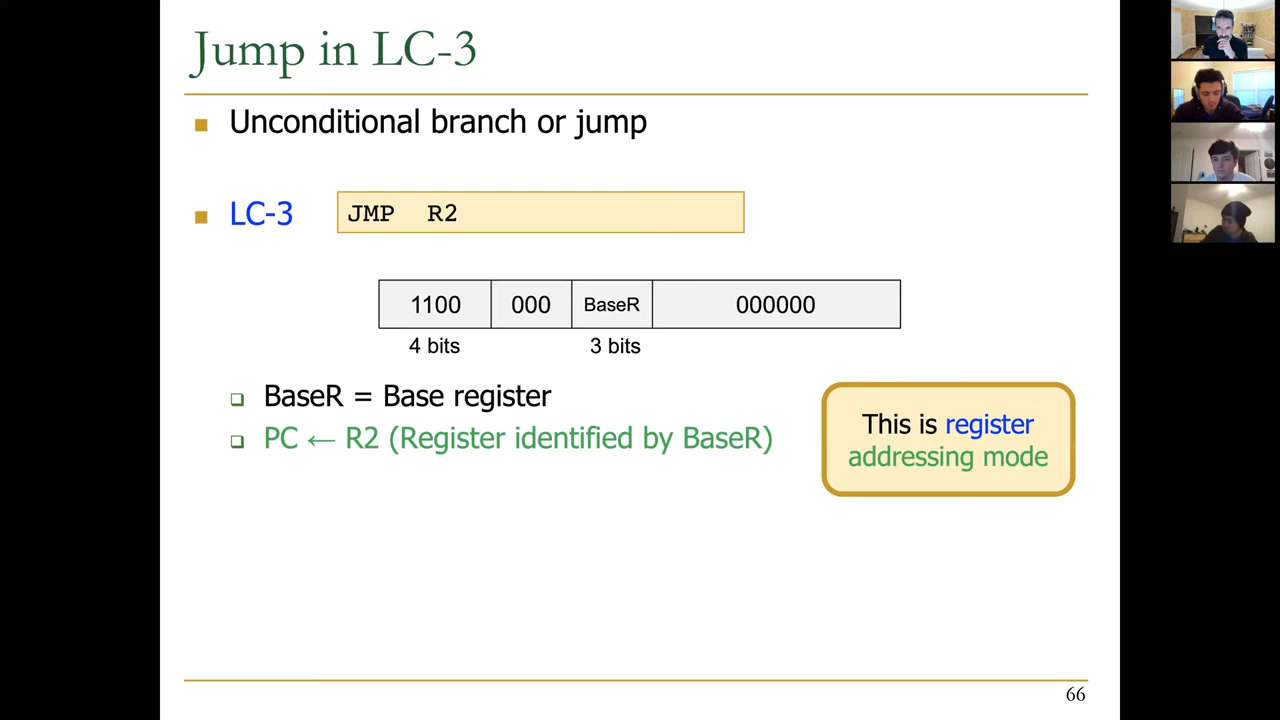 Jump in LC-3
Unconditional branch or jump
LC-3
JMP R2
1100 000 BaseR 000000
4 bits 3 bits
BaseR = Base register
PC ← R2 (Register identified by BaseR)
This is register
addressing mode
66